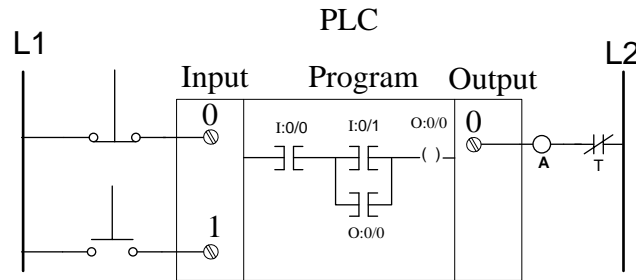 PLC
L1
L2
Input
Program
Output
0
I:0/0
I:0/1
O:0/0
0
( )
A
T
O:0/0
1